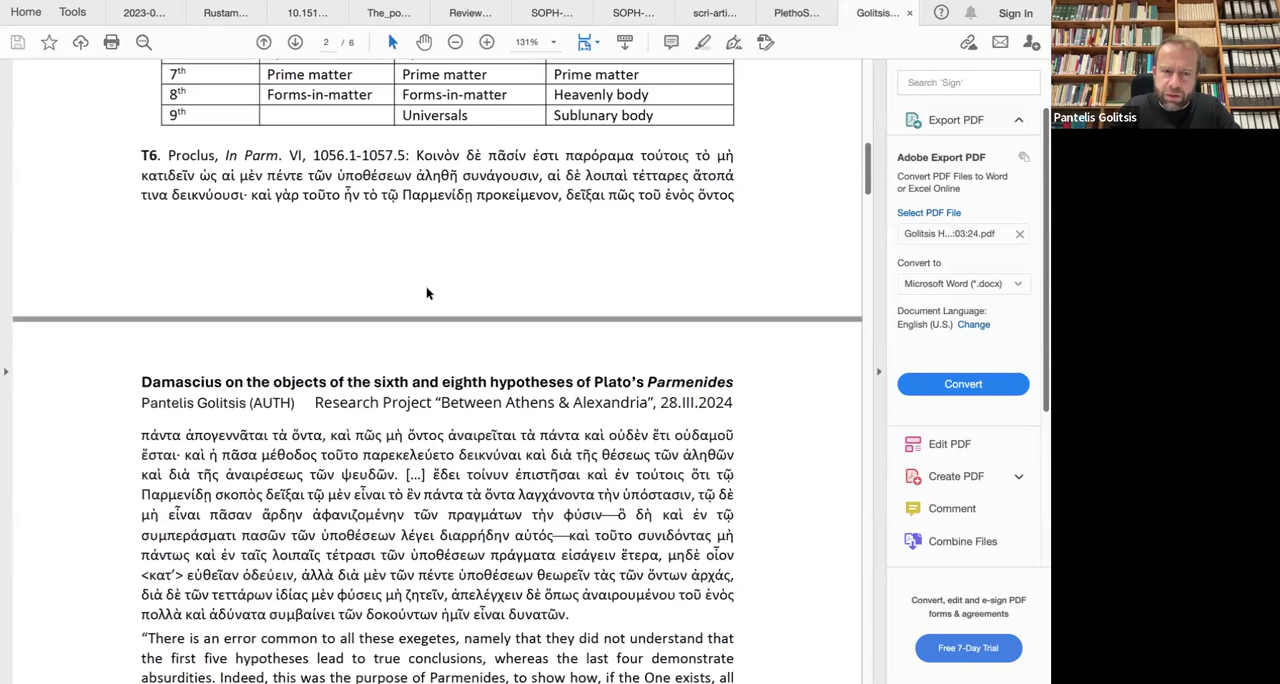 Home Tools 2023-0... Rustam... 10.151... The_po... Review... SOPH-... SOPH-... scri-arti... PlethoS... Golitsis... × Sign In
2 / 6 131%
7th Prime matter Prime matter Prime matter
8th Forms-in-matter Forms-in-matter Heavenly body
9th Universals Sublunary body
T6. Proclus, In Parm. VI, 1056.1-1057.5: Κοινὸν δὲ πᾶσίν ἐστι παρόραμα τούτοις τὸ μὴ
κατιδεῖν ὡς αἱ μὲν πέντε τῶν ὑποθέσεων ἀληθῆ συνάγουσιν, αἱ δὲ λοιπαὶ τέτταρες ἄτοπά
τινα δεικνύουσι· καὶ γὰρ τοῦτο ἦν τὸ τῷ Παρμενίδῃ προκείμενον, δεῖξαι πῶς τοῦ ἑνὸς ὄντος
Damascius on the objects of the sixth and eighth hypotheses of Plato's Parmenides
Pantelis Golitsis (AUTH) Research Project “Between Athens & Alexandria”, 28.III.2024
πάντα ἀπογεννᾶται τὰ ὄντα, καὶ πῶς μὴ ὄντος ἀναιρεῖται τὰ πάντα καὶ οὐδὲν ἔτι οὐδαμοῦ
ἔσται· καὶ ἡ πᾶσα μέθοδος τοῦτο παρεκελεύετο δεικνύναι καὶ διὰ τῆς θέσεως τῶν ἀληθῶν
καὶ διὰ τῆς ἀναιρέσεως τῶν ψευδῶν. [...] ἔδει τοίνυν ἐπιστῆσαι καὶ ἐν τούτοις ὅτι τῷ
Παρμενίδῃ σκοπὸς δεῖξαι τῷ μὲν εἶναι τὸ ἓν πάντα τὰ ὄντα λαγχάνοντα τὴν ὑπόστασιν, τῷ δὲ
μὴ εἶναι πᾶσαν ἄρδην ἀφανιζομένην τῶν πραγμάτων τὴν φύσιν—ὃ δὴ καὶ ἐν τῷ
συμπεράσματι πασῶν τῶν ὑποθέσεων λέγει διαρρήδην αὐτός—καὶ τοῦτο συνιδόντας μὴ
πάντως καὶ ἐν ταῖς λοιπαῖς τέτρασι τῶν ὑποθέσεων πράγματα εἰσάγειν ἕτερα, μηδὲ οἷον
<κατ’> εὐθεῖαν ὁδεύειν, ἀλλὰ διὰ μὲν τῶν πέντε ὑποθέσεων θεωρεῖν τὰς τῶν ὄντων ἀρχάς,
διὰ δὲ τῶν τεττάρων ἰδίας μὲν φύσεις μὴ ζητεῖν, ἀπελέγχειν δὲ ὅπως ἀναιρουμένου τοῦ ἑνὸς
πολλὰ καὶ ἀδύνατα συμβαίνει τῶν δοκούντων ἡμῖν εἶναι δυνατῶν.
“There is an error common to all these exegetes, namely that they did not understand that
the first five hypotheses lead to true conclusions, whereas the last four demonstrate
absurdities. Indeed, this was the purpose of Parmenides, to show how, if the One exists, all
Search 'Sign'
Export PDF
Adobe Export PDF
Convert PDF Files to Word
or Excel Online
Select PDF File
Golitsis H...:03:24.pdf
Convert to
Microsoft Word (*.docx)
Document Language:
English (U.S.) Change
Convert
Edit PDF
Create PDF
Comment
Combine Files
Convert, edit and e-sign PDF
forms & agreements
Free 7-Day Trial
Pantelis Golitsis